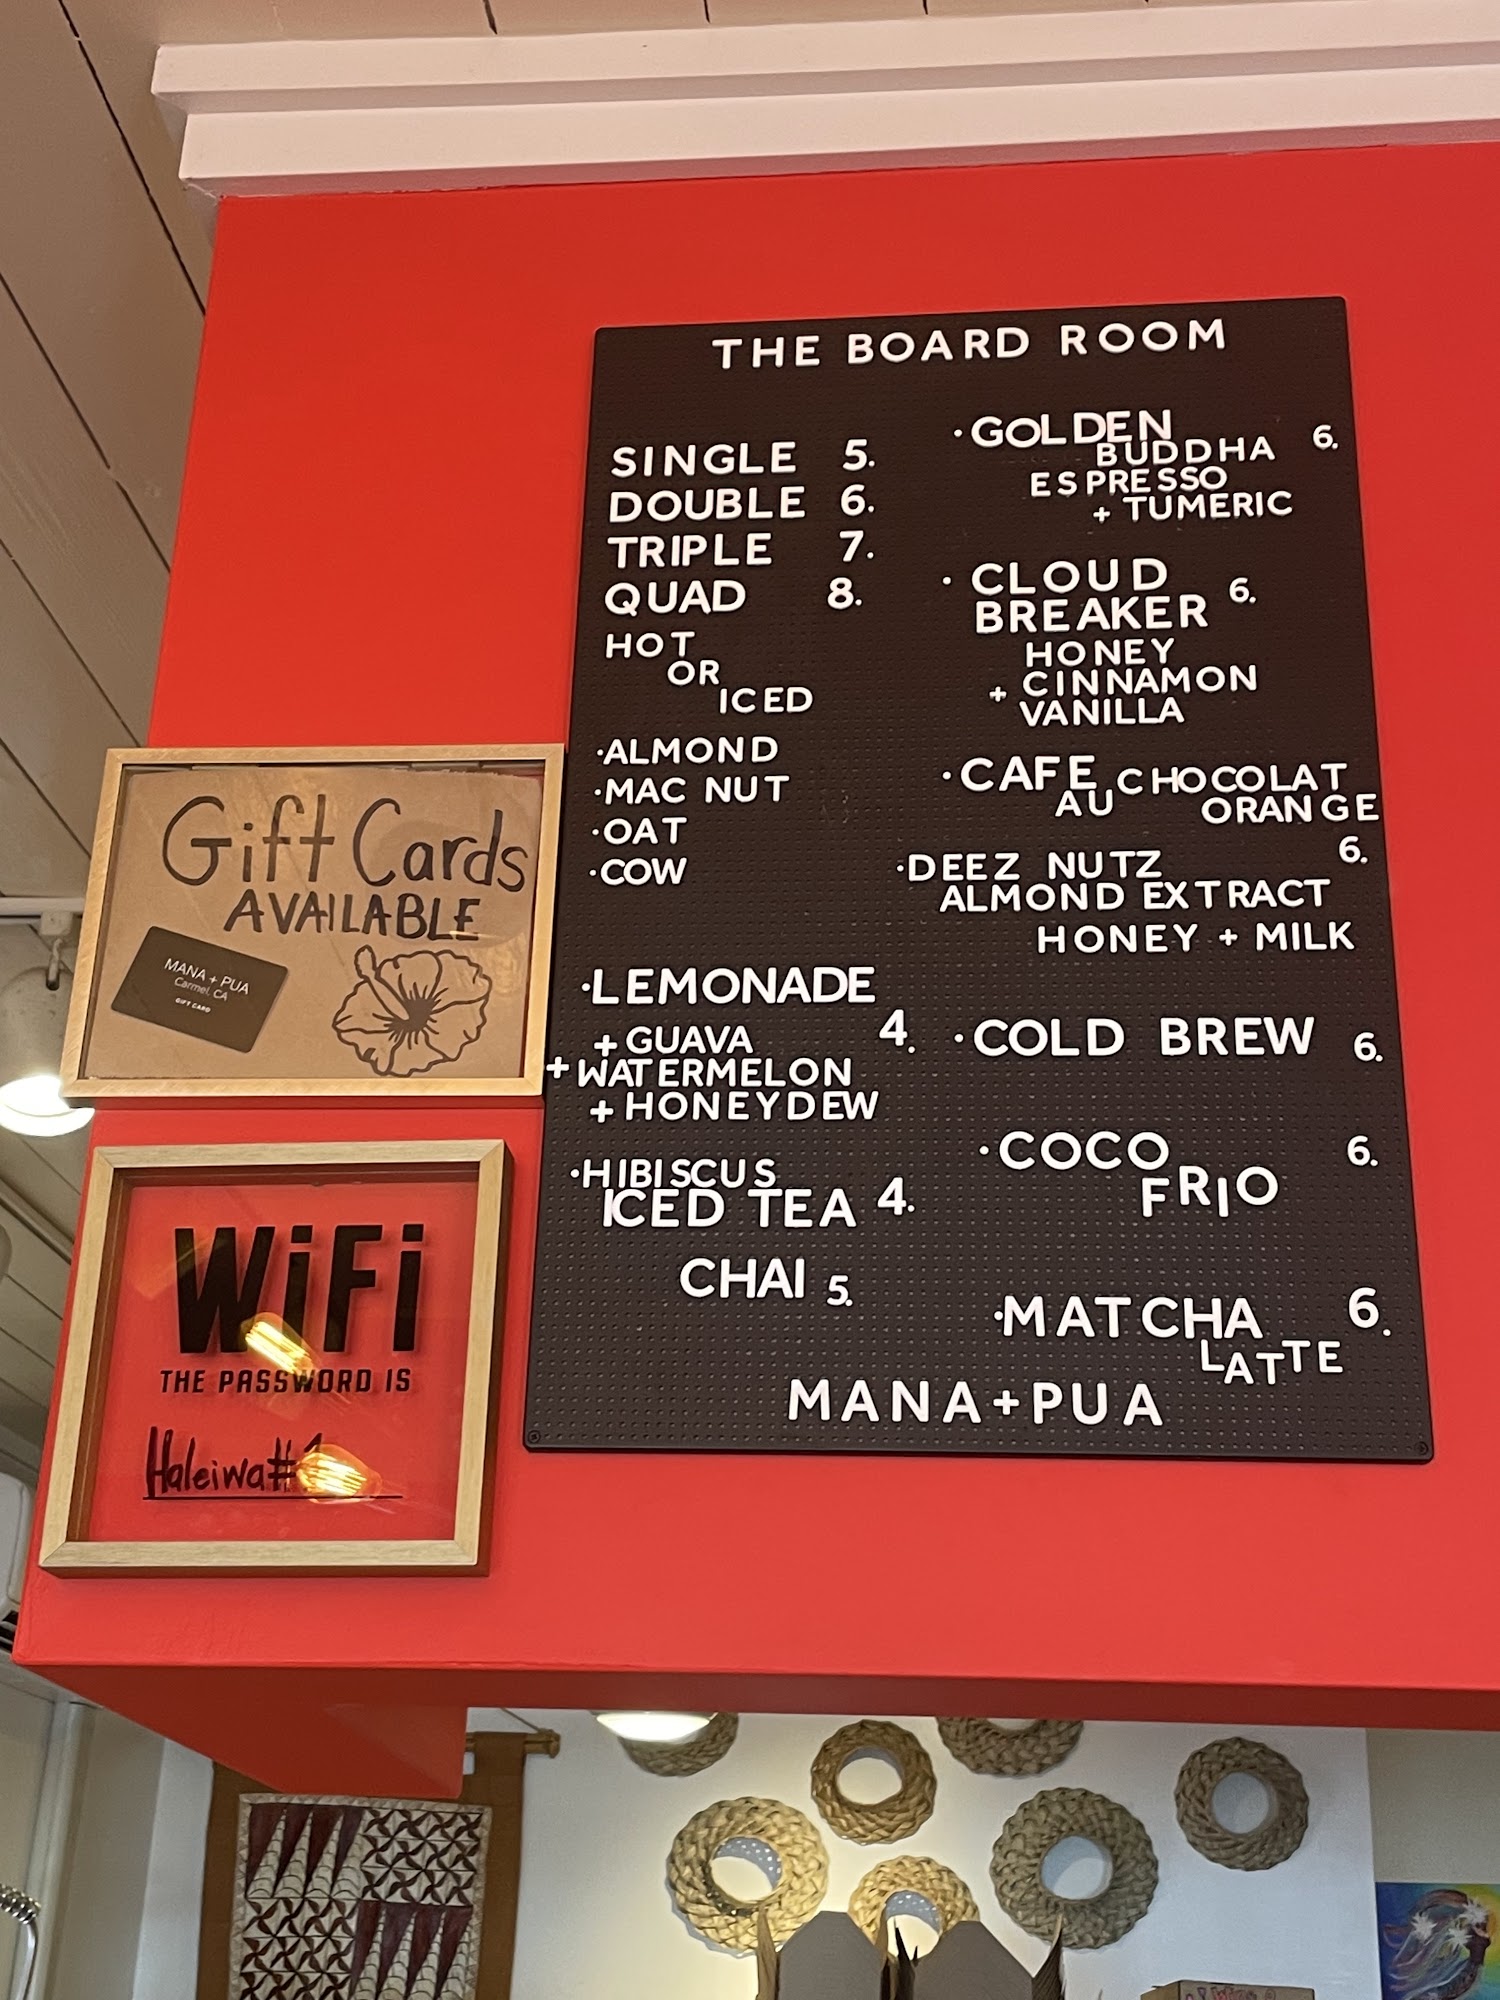 THE BOARD ROOM
SINGLE 5.
DOUBLE 6.
TRIPLE 7.
QUAD 8.
HOT
OR
ICED
·ALMOND
·MAC NUT
·OAT
·COW
·LEMONADE
+ GUAVA 4.
+ WATERMELON
+ HONEYDEW
·HIBISCUS
ICED TEA 4.
CHAI 5.
·GOLDEN
BUDDHA 6.
ESPRESSO
+ TUMERIC
·CLOUD
BREAKER 6.
HONEY
+ CINNAMON
VANILLA
·CAFE CHOCOLAT
AU ORANGE
6.
·DEEZ NUTZ
ALMOND EXTRACT
HONEY + MILK
·COLD BREW 6.
·COCO 6.
FRIO
·MATCHA 6.
LATTE
MANA+PUA
Gift Cards
AVAILABLE
MANA + PUA
Carmel, CA
GIFT CARD
WiFi
THE PASSWORD IS
Haleiwa#1